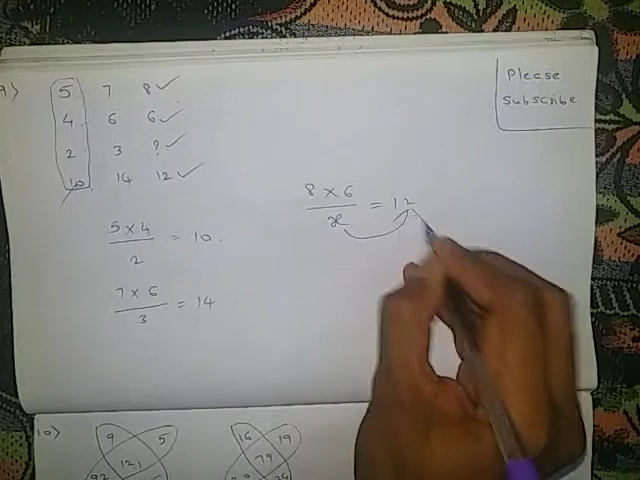 9) 5 7 8 ✓
4 6 6 ✓
2 3 ? ✓
10 14 12 ✓
5 × 4 / 2 = 10.
7 × 6 / 3 = 14
8 × 6 / x = 12
Please
subscribe
10) 9 5
121
16 19
79